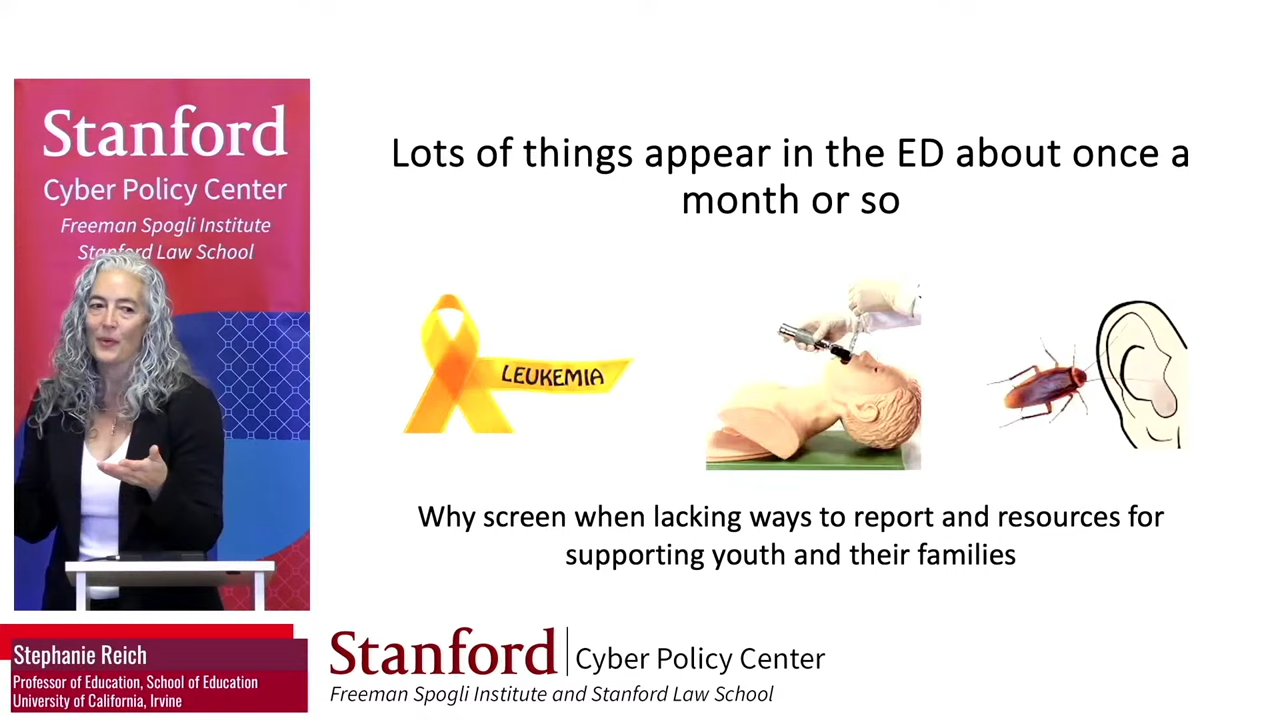 Stanford
Cyber Policy Center
Freeman Spogli Institute
Stanford Law School
Lots of things appear in the ED about once a
month or so
LEUKEMIA
Why screen when lacking ways to report and resources for
supporting youth and their families
Stephanie Reich
Professor of Education, School of Education
University of California, Irvine
Stanford
Cyber Policy Center
Freeman Spogli Institute and Stanford Law School